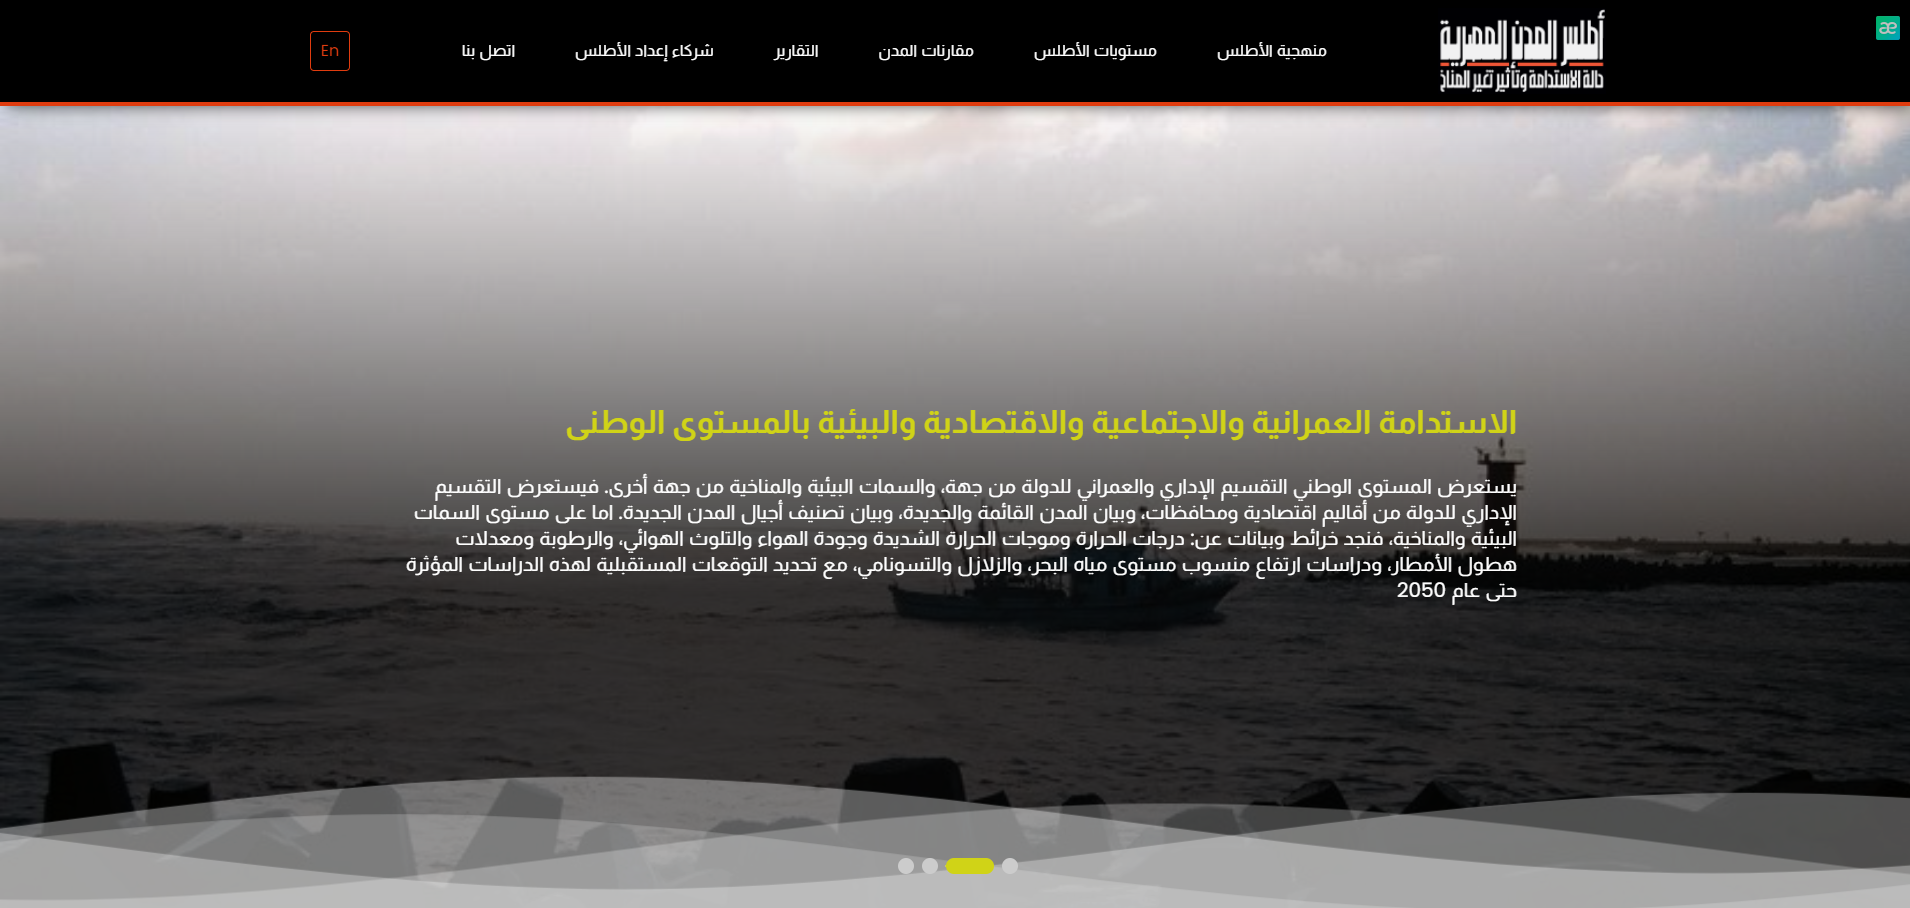 أطلس المدن المصرية
حالة الاستدامة وتأثير تغير المناخ
منهجية الأطلس
مستويات الأطلس
مقارنات المدن
التقارير
شركاء إعداد الأطلس
اتصل بنا
En
æ
الاستدامة العمرانية والاجتماعية والاقتصادية والبيئية بالمستوى الوطنى
يستعرض المستوى الوطني التقسيم الإداري والعمراني للدولة من جهة، والسمات البيئية والمناخية من جهة أخرى. فيستعرض التقسيم
الإداري للدولة من أقاليم اقتصادية ومحافظات، وبيان المدن القائمة والجديدة، وبيان تصنيف أجيال المدن الجديدة. اما على مستوى السمات
البيئية والمناخية، فنجد خرائط وبيانات عن: درجات الحرارة وموجات الحرارة الشديدة وجودة الهواء والتلوث الهوائي، والرطوبة ومعدلات
هطول الأمطار، ودراسات ارتفاع منسوب مستوى مياه البحر، والزلازل والتسونامي، مع تحديد التوقعات المستقبلية لهذه الدراسات المؤثرة
حتى عام 2050